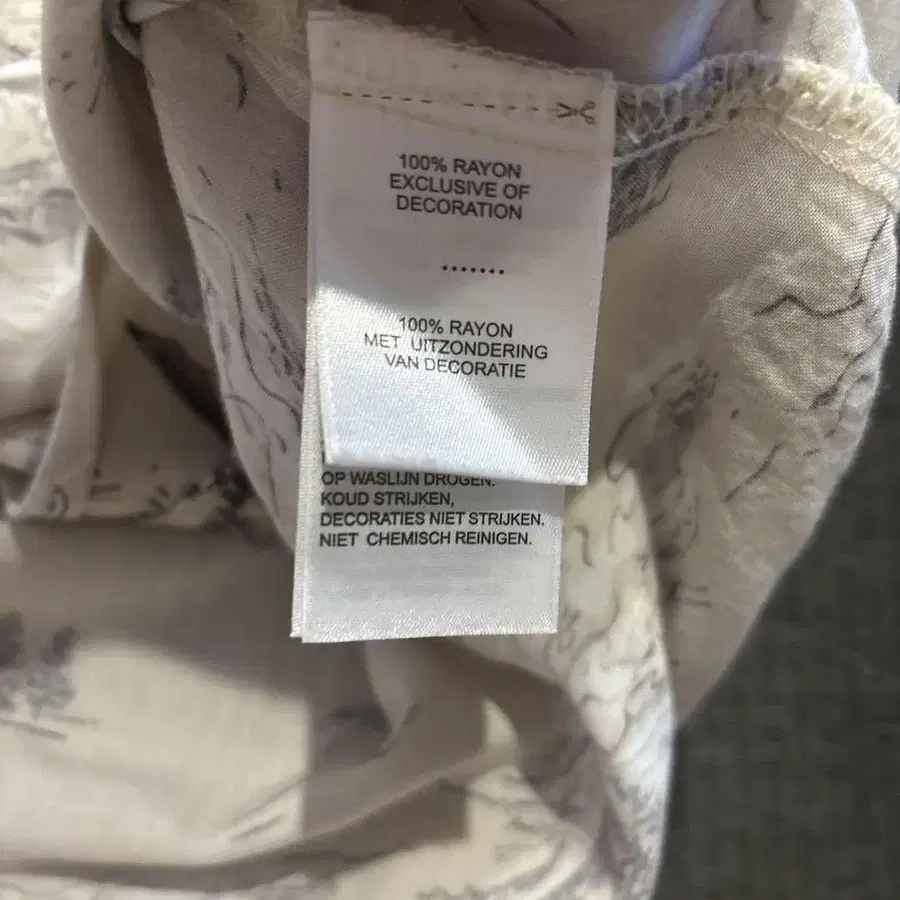 100% RAYON
EXCLUSIVE OF
DECORATION
.......
100% RAYON
MET UITZONDERING
VAN DECORATIE
OP WASLIJN DROGEN.
KOUD STRIJKEN,
DECORATIES NIET STRIJKEN.
NIET CHEMISCH REINIGEN.